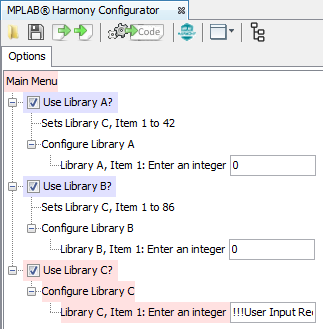 MPLAB® Harmony Configurator
Code
Options
Main Menu
Use Library A?
Sets Library C, Item 1 to 42
Configure Library A
Library A, Item 1: Enter an integer 0
Use Library B?
Sets Library C, Item 1 to 86
Configure Library B
Library B, Item 1: Enter an integer 0
Use Library C?
Configure Library C
Library C, Item 1: Enter an integer !!!User Input Rec